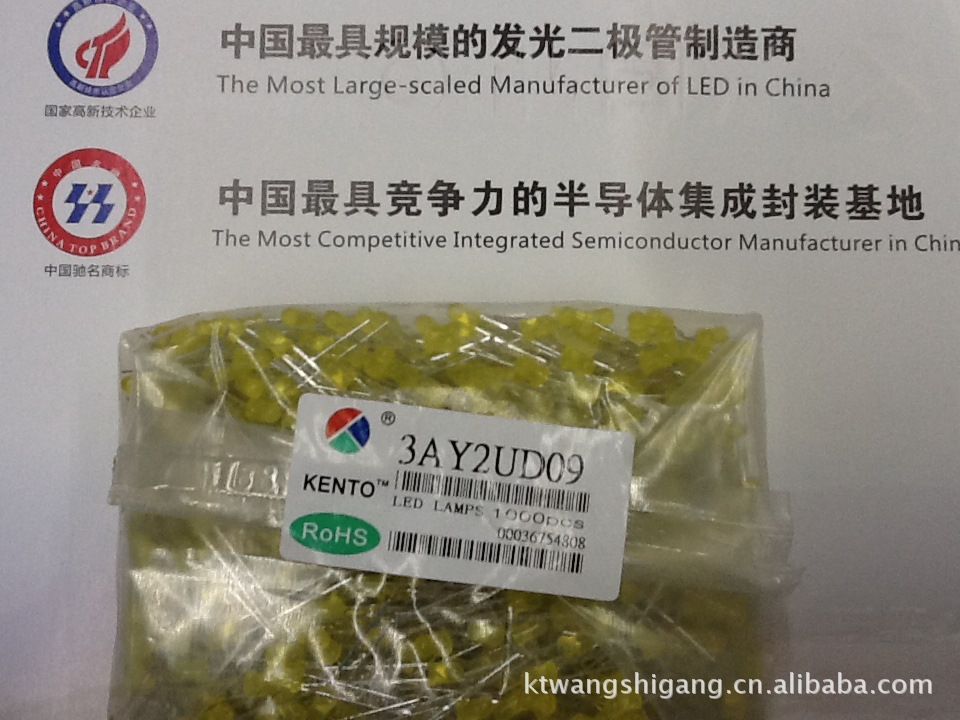 中国最具规模的发光二极管制造商
The Most Large-scaled Manufacturer of LED in China
国家高新技术企业
中国最具竞争力的半导体集成封装基地
The Most Competitive Integrated Semiconductor Manufacturer in Chin
CHINA TOP BRAND
中国驰名商标
®
3AY2UD09
KENTO™
LED LAMPS 1000pcs
RoHS
00036754808
ktwangshigang.cn.alibaba.com